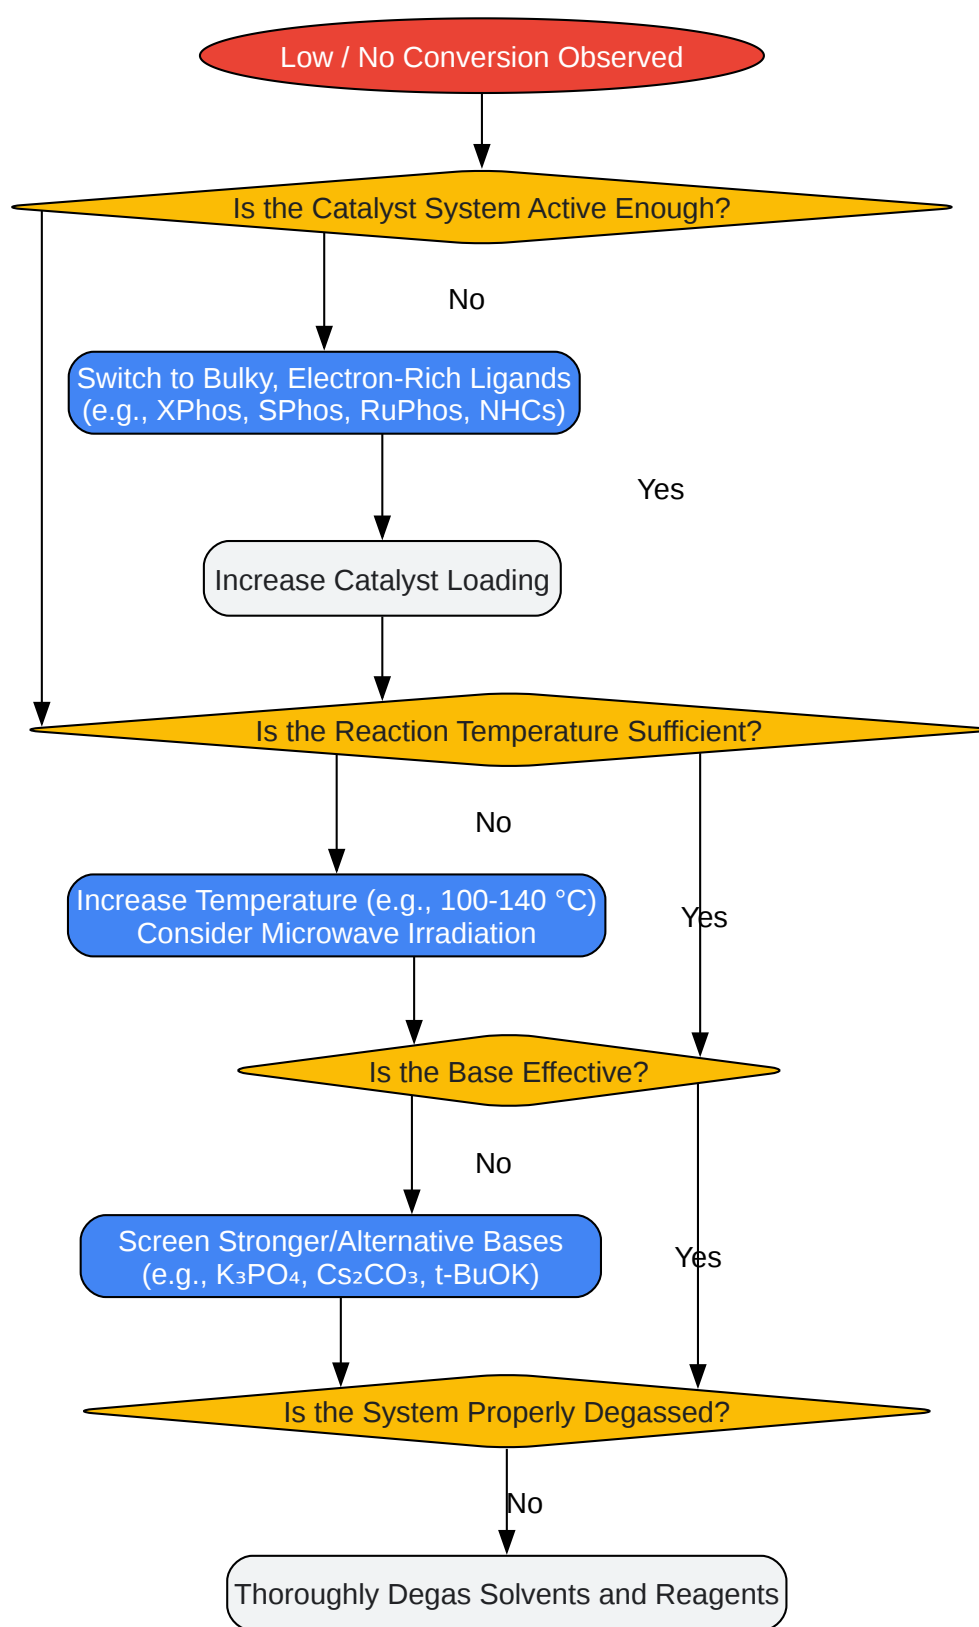 Low / No Conversion Observed
Is the Catalyst System Active Enough?
No
Switch to Bulky, Electron-Rich Ligands
(e.g., XPhos, SPhos, RuPhos, NHCs)
Yes
Increase Catalyst Loading
Is the Reaction Temperature Sufficient?
No
Increase Temperature (e.g., 100-140 °C)
Consider Microwave Irradiation
Yes
Is the Base Effective?
No
Screen Stronger/Alternative Bases
(e.g., K₃PO₄, Cs₂CO₃, t-BuOK)
Yes
Is the System Properly Degassed?
No
Thoroughly Degas Solvents and Reagents